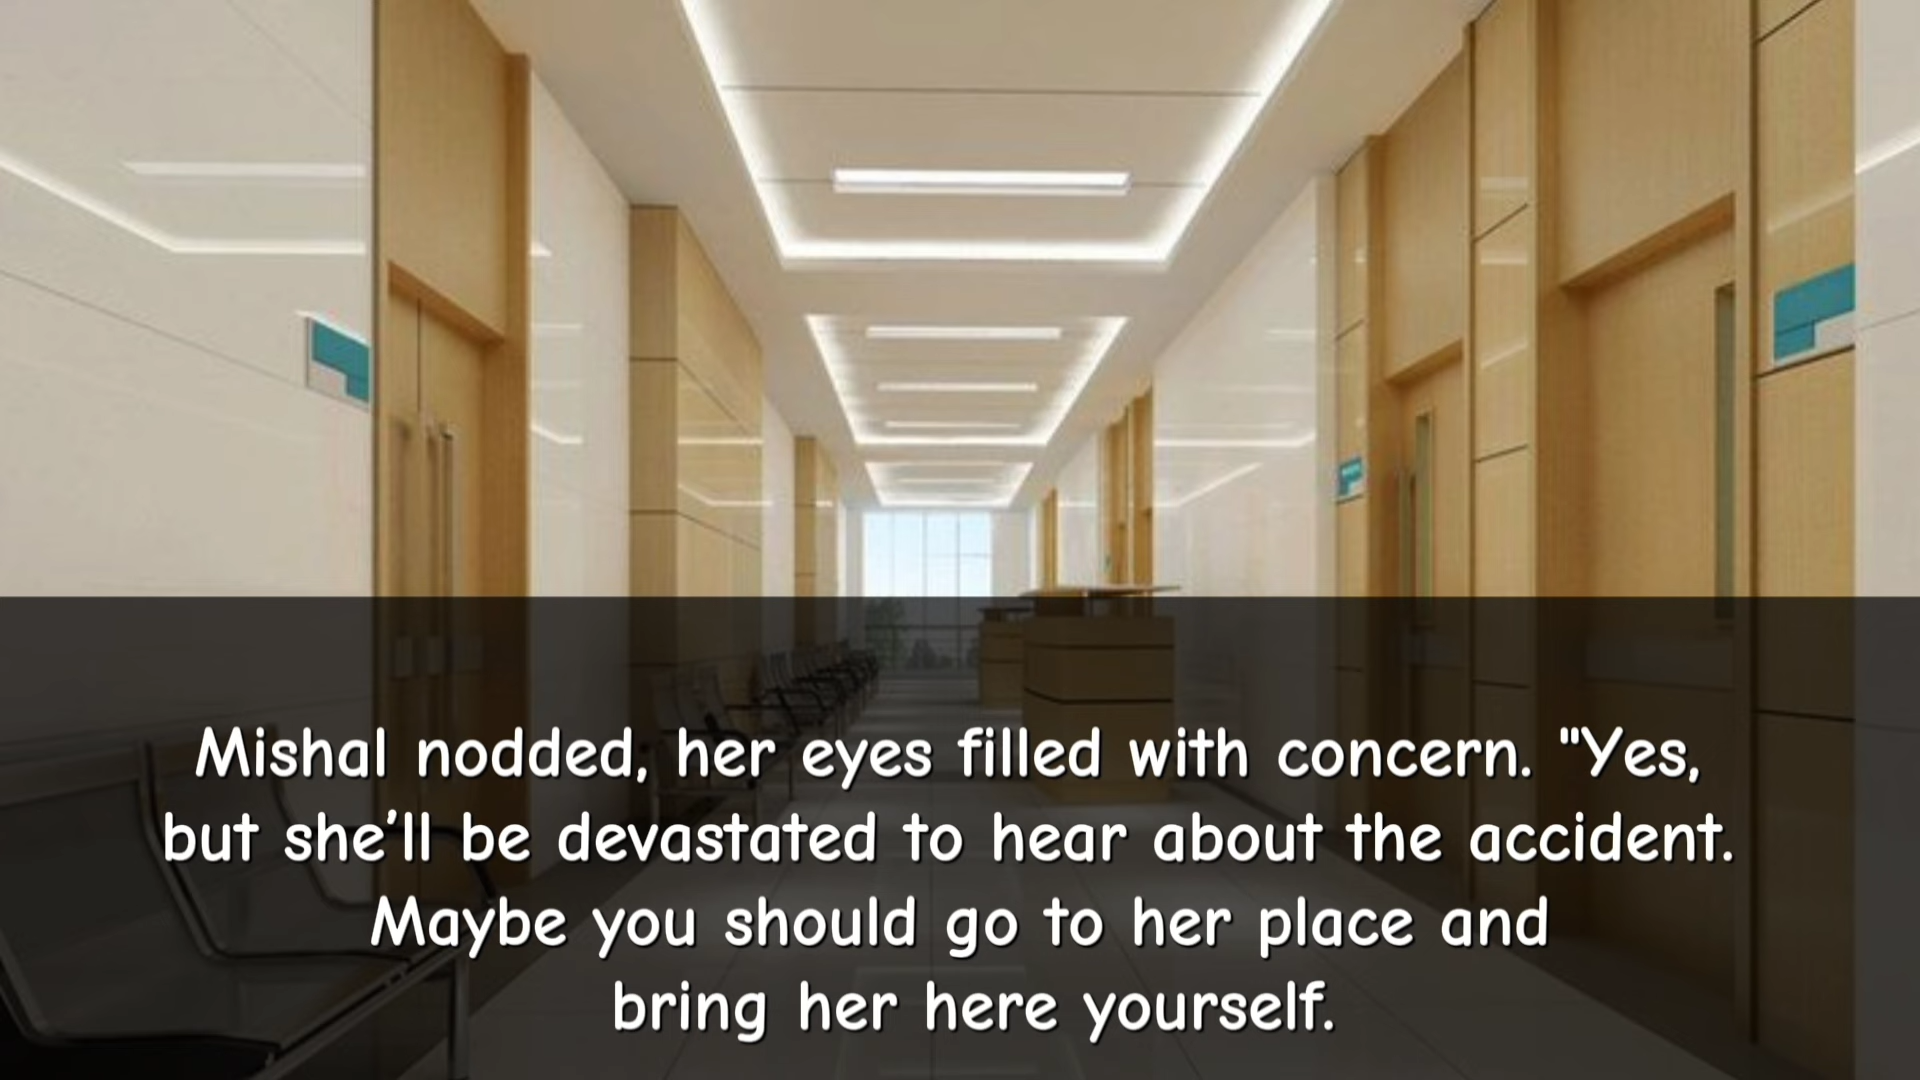 Mishal nodded, her eyes filled with concern. "Yes,
but she’ll be devastated to hear about the accident.
Maybe you should go to her place and
bring her here yourself.